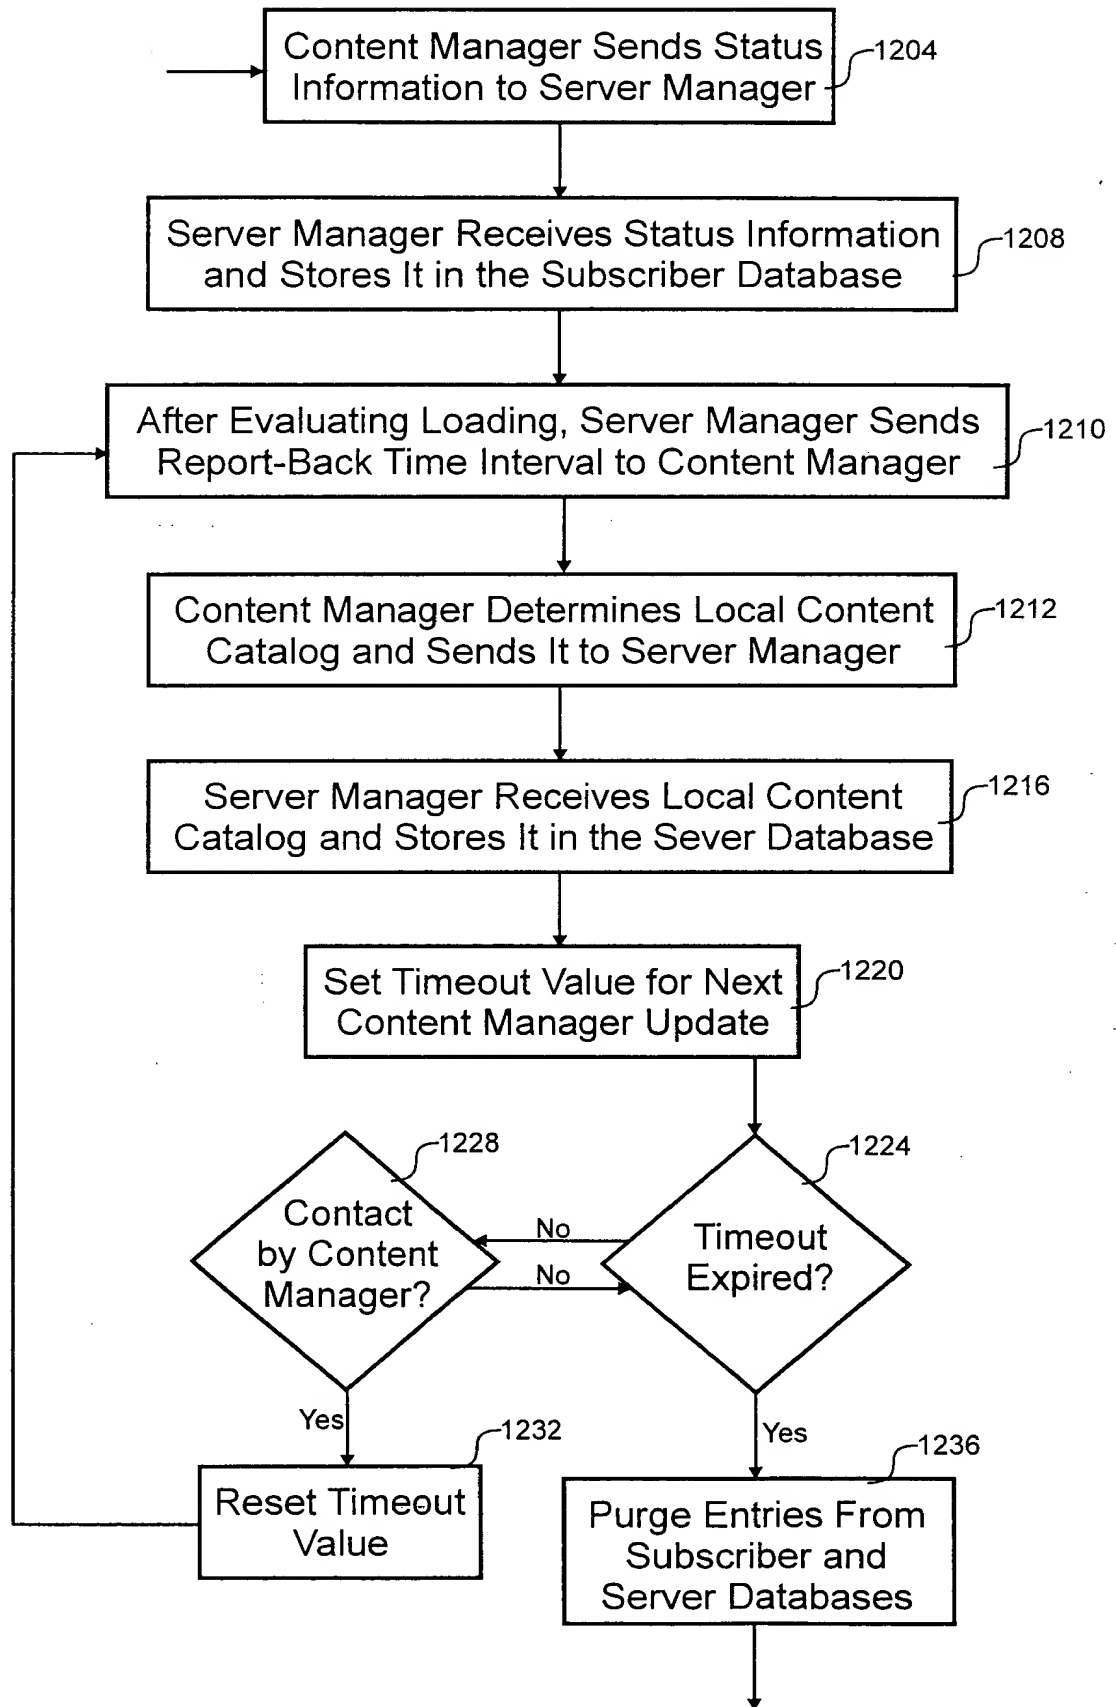 Content Manager Sends Status
Information to Server Manager
1204
Server Manager Receives Status Information
and Stores It in the Subscriber Database
1208
After Evaluating Loading, Server Manager Sends
Report-Back Time Interval to Content Manager
1210
Content Manager Determines Local Content
Catalog and Sends It to Server Manager
1212
Server Manager Receives Local Content
Catalog and Stores It in the Sever Database
1216
Set Timeout Value for Next
Content Manager Update
1220
1228
Contact
by Content
Manager?
No
No
1224
Timeout
Expired?
Yes
1232
Reset Timeout
Value
Yes
1236
Purge Entries From
Subscriber and
Server Databases